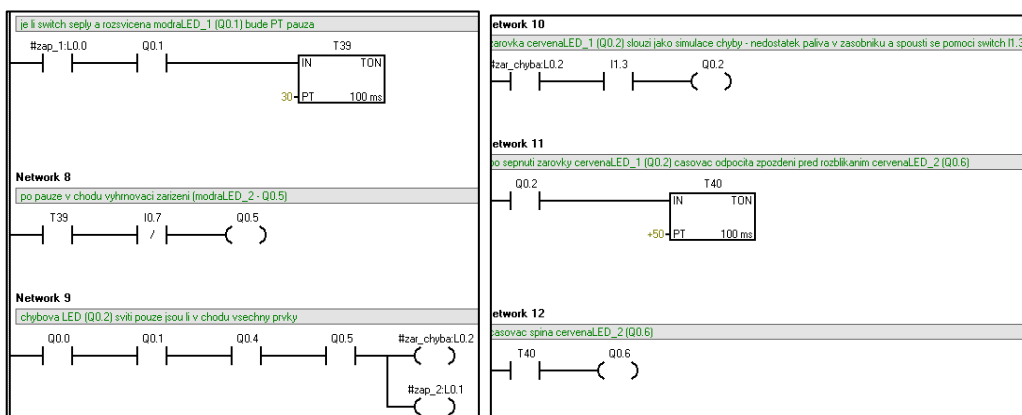 je li switch seply a rozsvicena modraLED_1 (Q0.1) bude PT pauza
#zap_1:L0.0 Q0.1 T39
IN TON
30 PT 100 ms
Network 8
po pauze v chodu vyhrnovaci zarizeni (modraLED_2 - Q0.5)
T39 I0.7 Q0.5
/
Network 9
chybova LED (Q0.2) sviti pouze jsou li v chodu vsechny prvky
Q0.0 Q0.1 Q0.4 Q0.5 #zar_chyba:L0.2
#zap_2:L0.1
etwork 10
zarovka cervenaLED_1 (Q0.2) slouzi jako simulace chyby - nedostatek paliva v zasobniku a spousti se pomoci switch I1.3
#zar_chyba:L0.2 I1.3 Q0.2
etwork 11
po sepnuti zarovky cervenaLED_1 (Q0.2) casovac odpocita zpozdeni pred rozblikanim cervenaLED_2 (Q0.6)
Q0.2 T40
IN TON
+50 PT 100 ms
etwork 12
casovac spina cervenaLED_2 (Q0.6)
T40 Q0.6